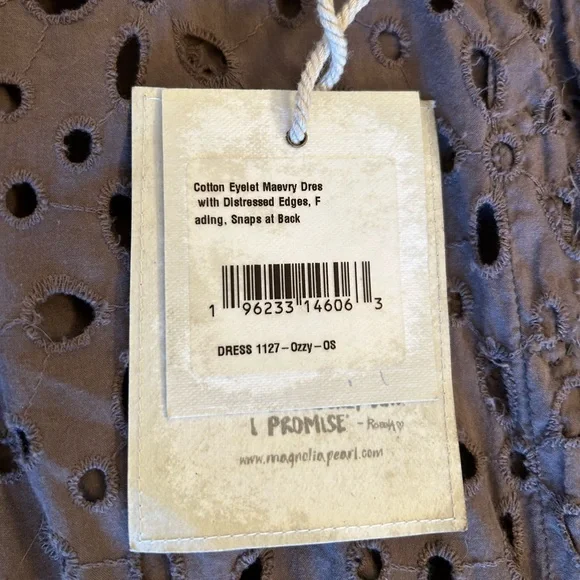 Cotton Eyelet Maevry Dres
with Distressed Edges, F
ading, Snaps at Back
1 96233 14606 3
DRESS 1127-Ozzy-OS
I PROMISE
www.magnoliapearl.com